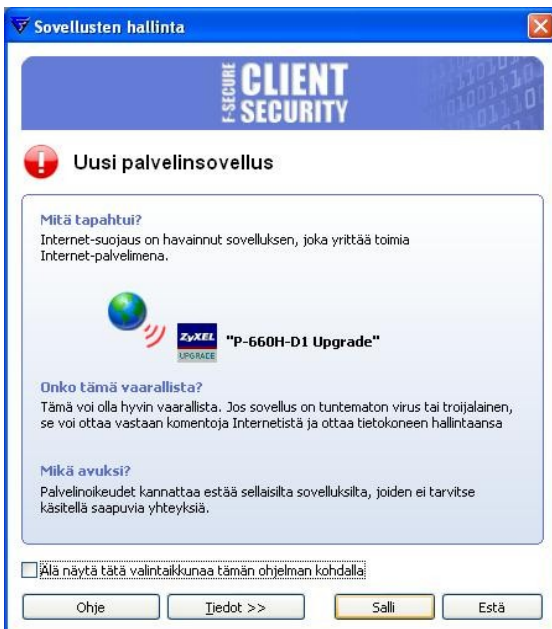 Sovellusten hallinta
F-SECURE CLIENT SECURITY
Uusi palvelinsovellus
Mitä tapahtui?
Internet-suojaus on havainnut sovelluksen, joka yrittää toimia
Internet-palvelimena.
ZyXEL
UPGRADE
"P-660H-D1 Upgrade"
Onko tämä vaarallista?
Tämä voi olla hyvin vaarallista. Jos sovellus on tuntematon virus tai troijalainen,
se voi ottaa vastaan komentoja Internetistä ja ottaa tietokoneen hallintaansa
Mikä avuksi?
Palvelinoikeudet kannattaa estää sellaisilta sovelluksilta, joiden ei tarvitse
käsitellä saapuvia yhteyksiä.
Älä näytä tätä valintaikkunaa tämän ohjelman kohdalla
Ohje
Tiedot >>
Salli
Estä